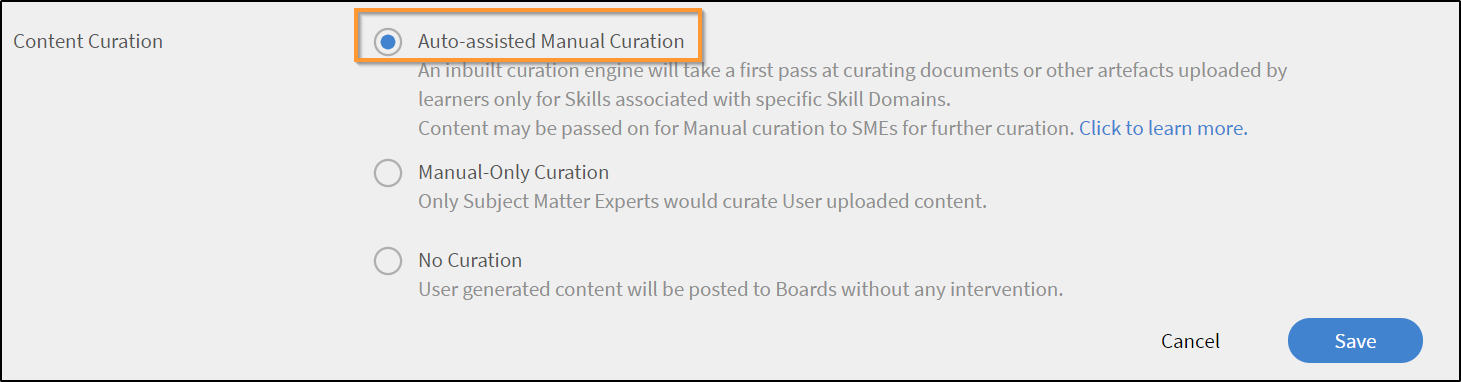 Content Curation
Auto-assisted Manual Curation
An inbuilt curation engine will take a first pass at curating documents or other artefacts uploaded by
learners only for Skills associated with specific Skill Domains.
Content may be passed on for Manual curation to SMEs for further curation. Click to learn more.
Manual-Only Curation
Only Subject Matter Experts would curate User uploaded content.
No Curation
User generated content will be posted to Boards without any intervention.
Cancel Save